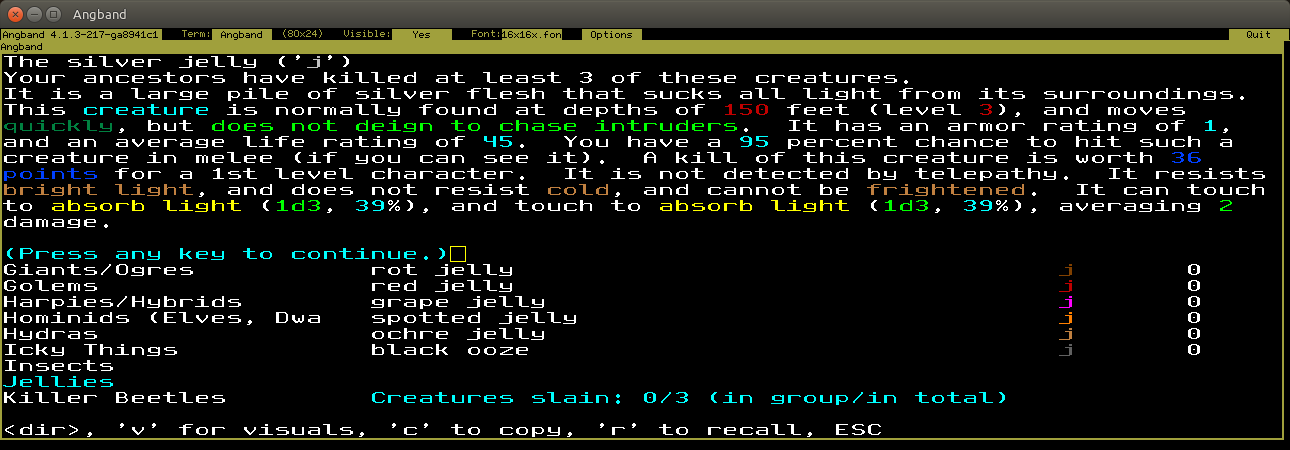 Angband
Angband 4.1.3-217-ga8941c1 Term: Angband (80x24) Visible: Yes Font: 16x16x.fon Options Quit
Angband
The silver jelly ('j')
Your ancestors have killed at least 3 of these creatures.
It is a large pile of silver flesh that sucks all light from its surroundings.
This creature is normally found at depths of 150 feet (level 3), and moves
quickly, but does not deign to chase intruders. It has an armor rating of 1,
and an average life rating of 45. You have a 95 percent chance to hit such a
creature in melee (if you can see it). A kill of this creature is worth 36
points for a 1st level character. It is not detected by telepathy. It resists
bright light, and does not resist cold, and cannot be frightened. It can touch
to absorb light (1d3, 39%), and touch to absorb light (1d3, 39%), averaging 2
damage.
(Press any key to continue.)
Giants/Ogres rot jelly j 0
Golems red jelly j 0
Harpies/Hybrids grape jelly j 0
Hominids (Elves, Dwa spotted jelly j 0
Hydras ochre jelly j 0
Icky Things black ooze j 0
Insects
Jellies
Killer Beetles Creatures slain: 0/3 (in group/in total)
<dir>, 'v' for visuals, 'c' to copy, 'r' to recall, ESC